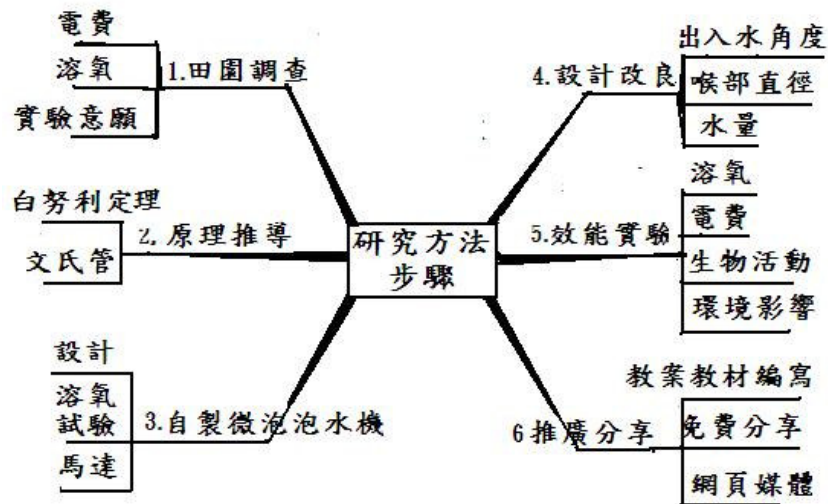 研究方法
步驟
1.田園調查
電費
溶氧
實驗意願
2.原理推導
白努利定理
文氏管
3.自製微泡泡水機
設計
溶氧
試驗
馬達
4.設計改良
出入水角度
喉部直徑
水量
5.效能實驗
溶氧
電費
生物活動
環境影響
6推廣分享
教案教材編寫
免費分享
網頁媒體